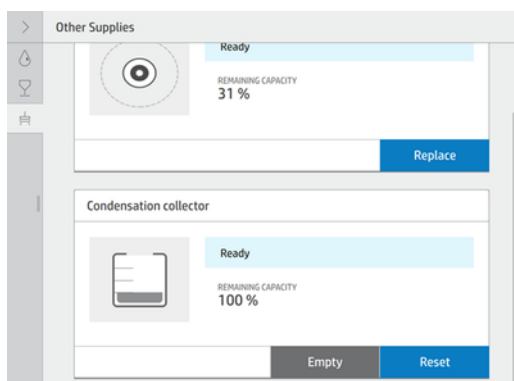 Other Supplies
Ready
REMAINING CAPACITY
31 %
Replace
Condensation collector
Ready
REMAINING CAPACITY
100 %
Empty
Reset